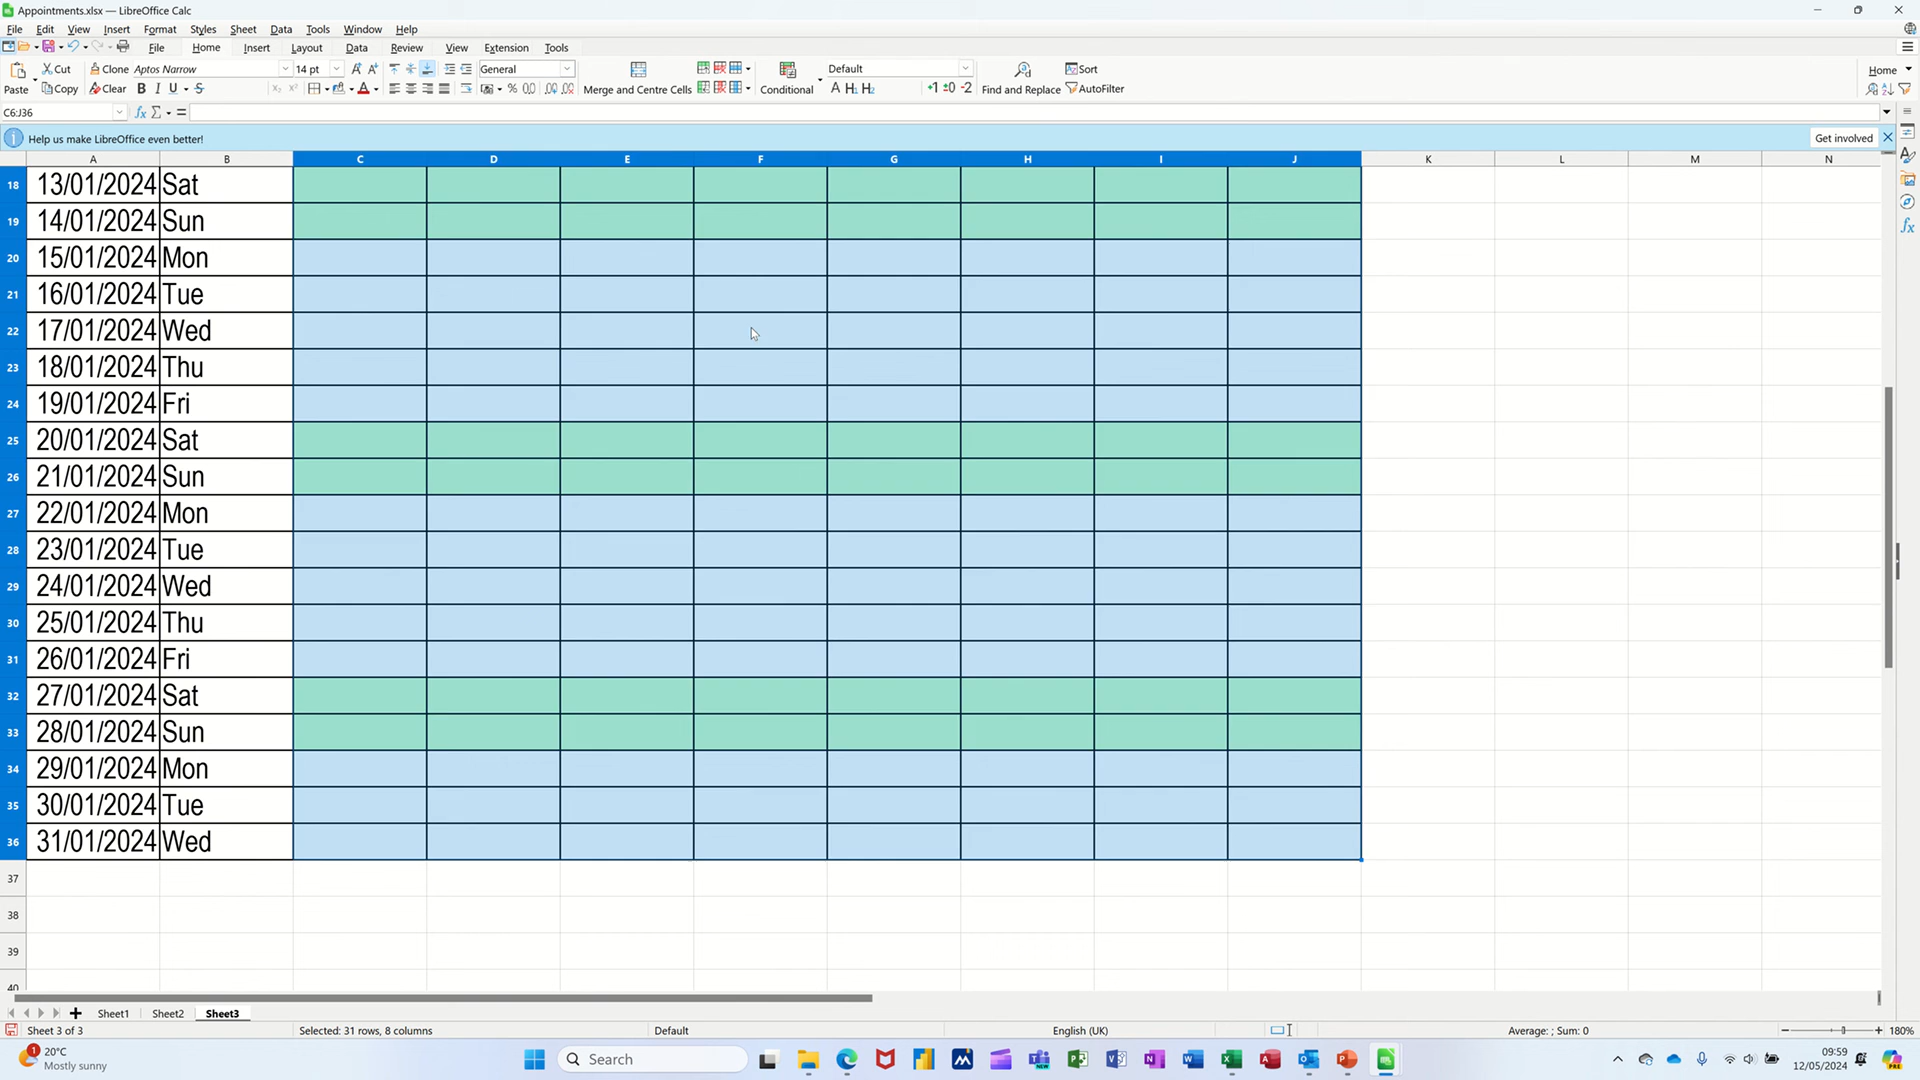 Appointments.xlsx — LibreOffice Calc
File Edit View Insert Format Styles Sheet Data Tools Window Help
File Home Insert Layout Data Review View Extension Tools
Paste Cut Clone Aptos Narrow 14 pt General Merge and Centre Cells Conditional Default Find and Replace Sort Home
Copy Clear B I U S A H1 H2 +1 ±0 -2 AutoFilter
C6:J36
Help us make LibreOffice even better! Get involved
A B C D E F G H I J K L M N
18 13/01/2024 Sat
19 14/01/2024 Sun
20 15/01/2024 Mon
21 16/01/2024 Tue
22 17/01/2024 Wed
23 18/01/2024 Thu
24 19/01/2024 Fri
25 20/01/2024 Sat
26 21/01/2024 Sun
27 22/01/2024 Mon
28 23/01/2024 Tue
29 24/01/2024 Wed
30 25/01/2024 Thu
31 26/01/2024 Fri
32 27/01/2024 Sat
33 28/01/2024 Sun
34 29/01/2024 Mon
35 30/01/2024 Tue
36 31/01/2024 Wed
37
38
39
40
Sheet1 Sheet2 Sheet3
Sheet 3 of 3 Selected: 31 rows, 8 columns Default English (UK) Average: ; Sum: 0 180%
1 20°C
Mostly sunny
Search
09:59
12/05/2024